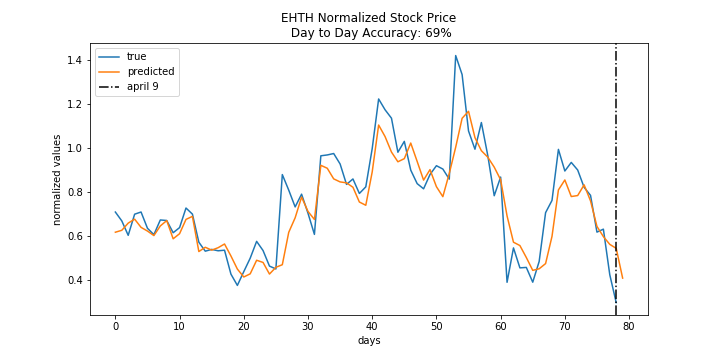 EHTH Normalized Stock Price
Day to Day Accuracy: 69%
true
predicted
april 9
normalized values
1.4
1.2
1.0
0.8
0.6
0.4
0 10 20 30 40 50 60 70 80
days